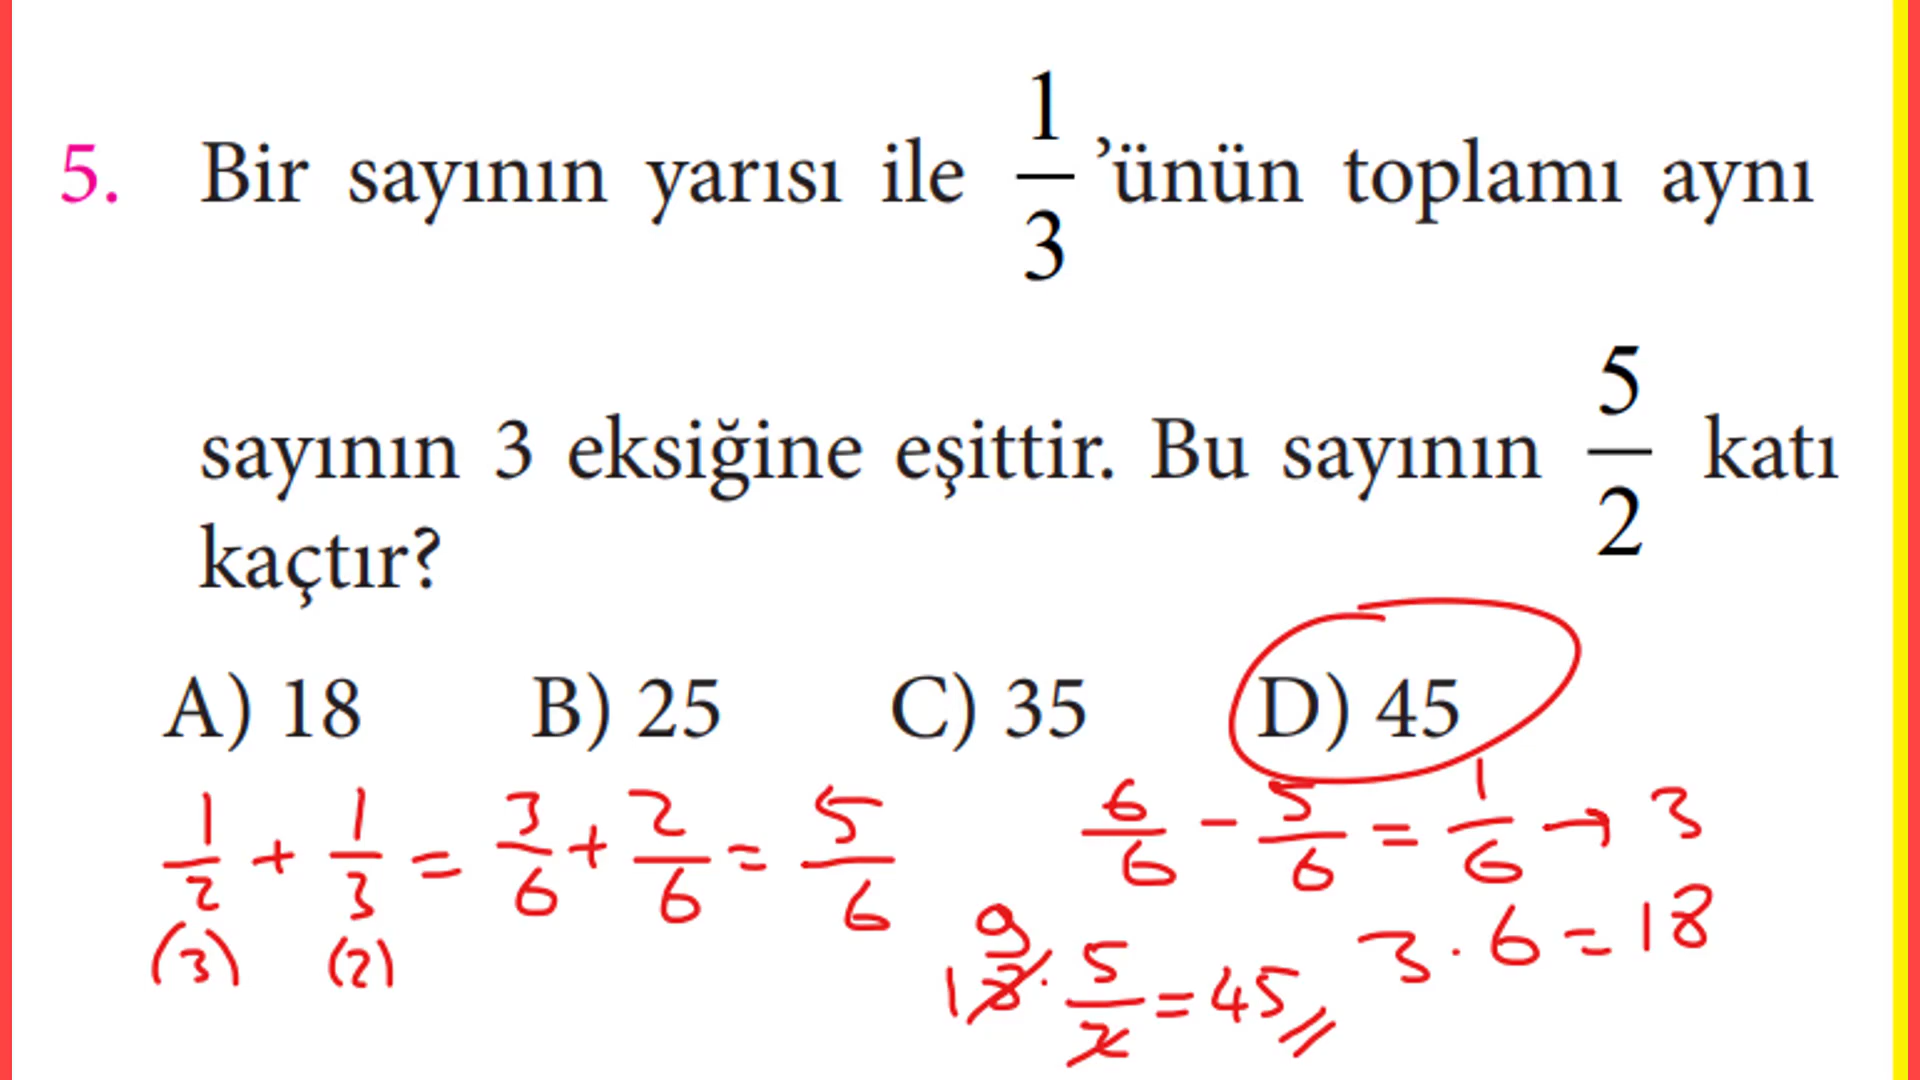 5. Bir sayının yarısı ile 1/3 'ünün toplamı aynı
sayının 3 eksiğine eşittir. Bu sayının 5/2 katı
kaçtır?
A) 18 B) 25 C) 35 D) 45
1/2 + 1/3 = 3/6 + 2/6 = 5/6
(3) (2)
6/6 - 5/6 = 1/6 → 3
3 . 6 = 18
9
18 . 5/2 = 45 //